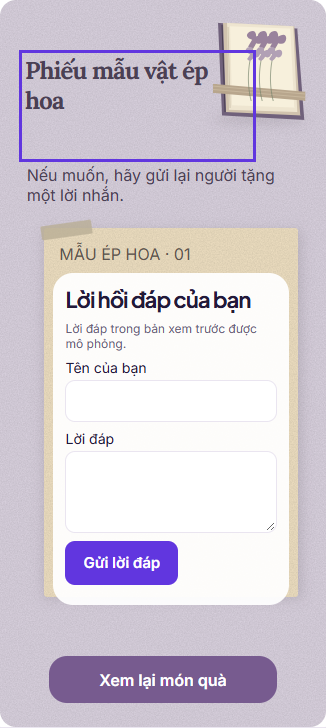 Phiếu mẫu vật ép
hoa
Nếu muốn, hãy gửi lại người tặng
một lời nhắn.
MẪU ÉP HOA · 01
Lời hồi đáp của bạn
Lời đáp trong bản xem trước được
mô phỏng.
Tên của bạn
Lời đáp
Gửi lời đáp
Xem lại món quà